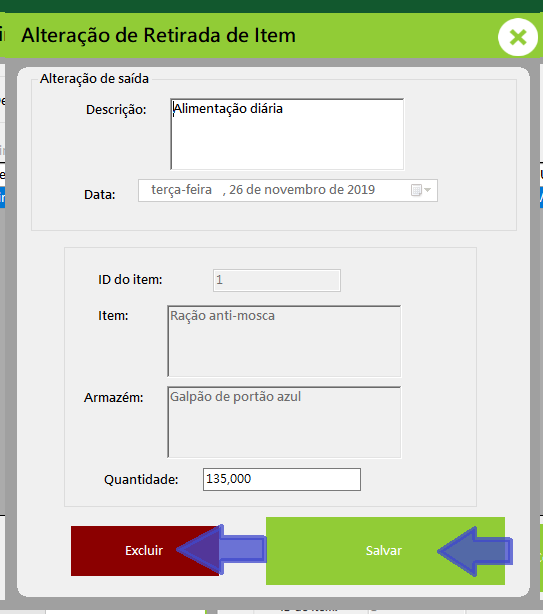 Alteração de Retirada de Item
Alteração de saída
Descrição:
Alimentação diária
Data:
terça-feira , 26 de novembro de 2019
ID do item:
1
Item:
Ração anti-mosca
Armazém:
Galpão de portão azul
Quantidade:
135,000
Excluir
Salvar